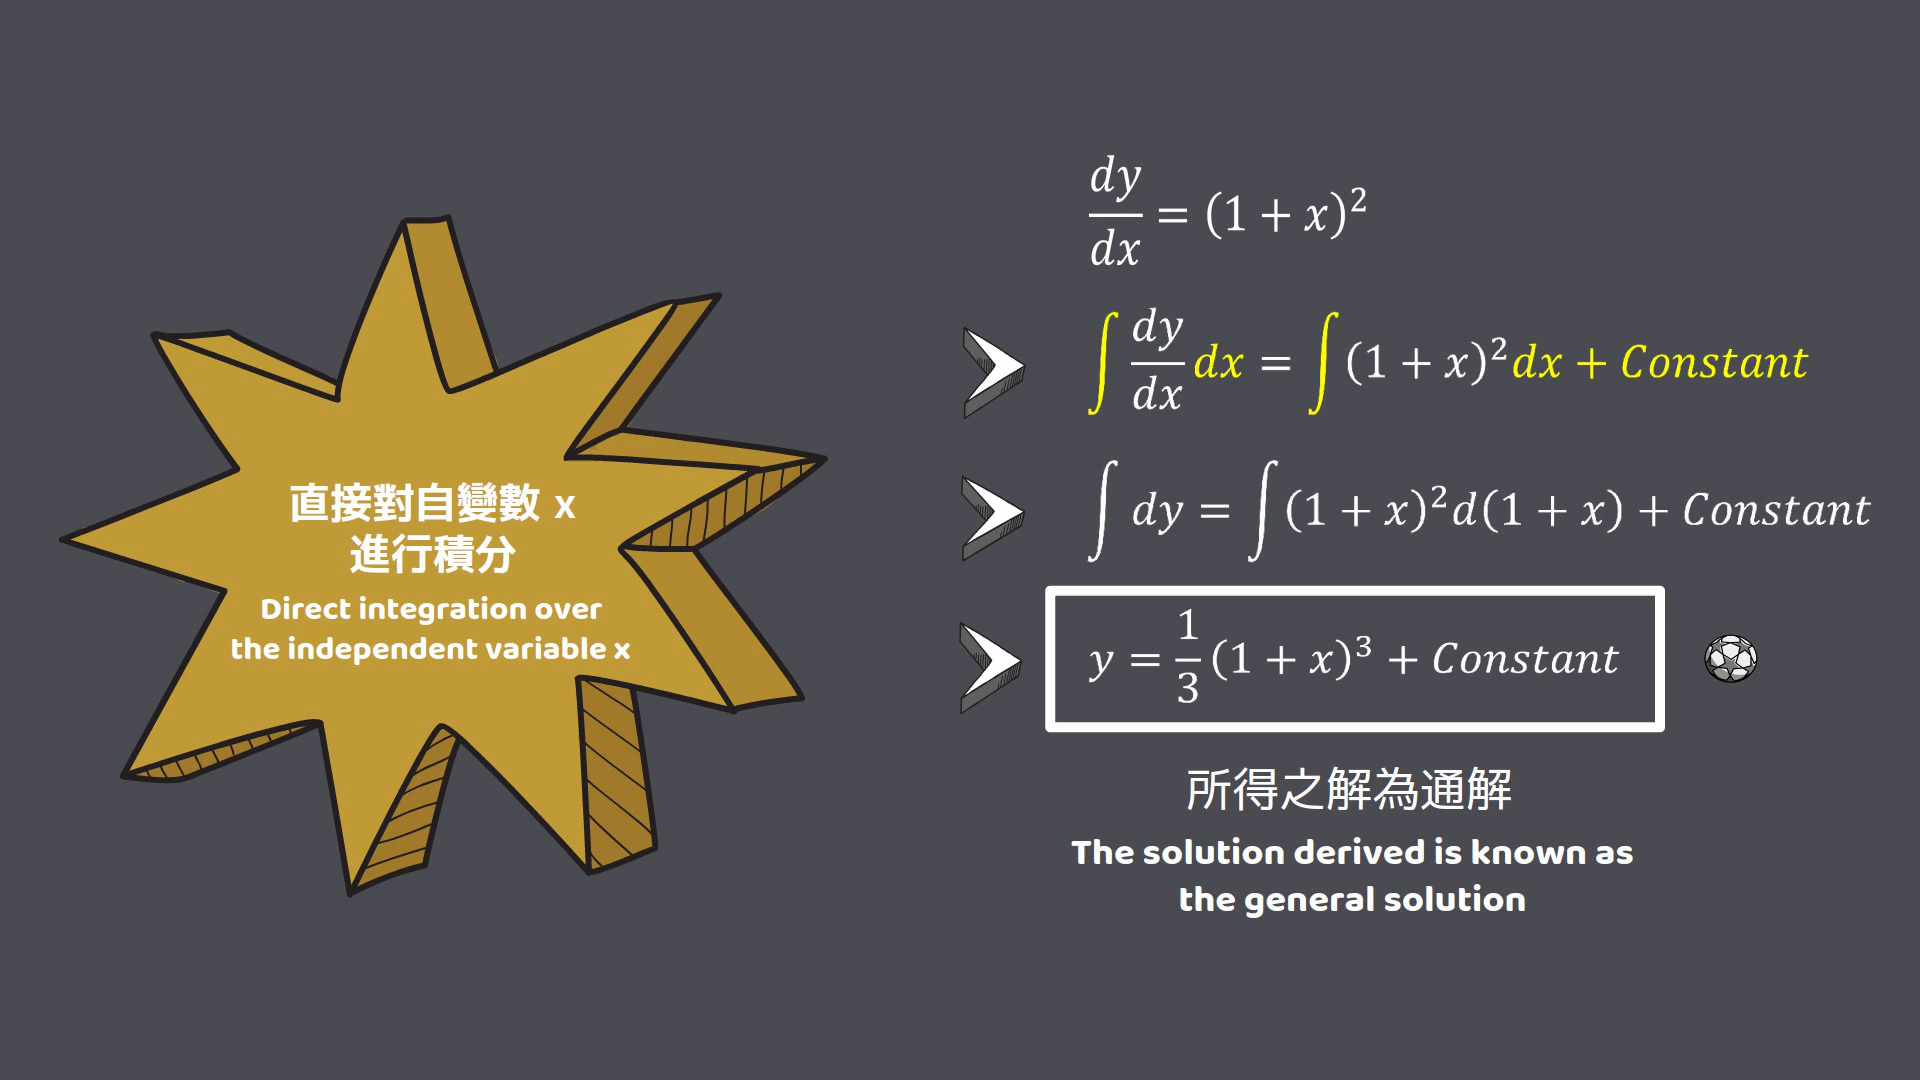 直接對自變數 x
進行積分
Direct integration over
the independent variable x
dy/dx = (1 + x)²
∫ dy/dx dx = ∫ (1 + x)² dx + Constant
∫ dy = ∫ (1 + x)² d(1 + x) + Constant
y = 1/3 (1 + x)³ + Constant
所得之解為通解
The solution derived is known as
the general solution